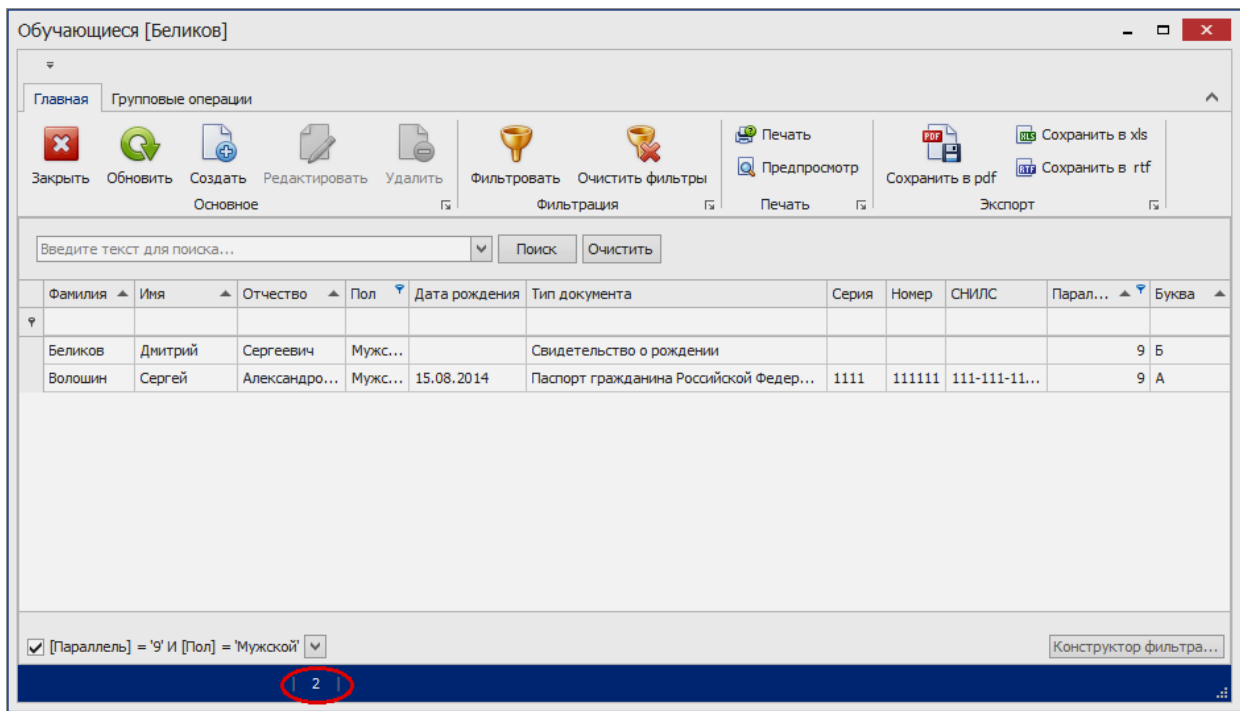 Обучающиеся [Беликов]
Главная Групповые операции
Закрыть Обновить Создать Редактировать Удалить Фильтровать Очистить фильтры Печать Предпросмотр PDF Сохранить в pdf XLS Сохранить в xls RTF Сохранить в rtf
Основное Фильтрация Печать Экспорт
Введите текст для поиска... Поиск Очистить
Фамилия Имя Отчество Пол Дата рождения Тип документа Серия Номер СНИЛС Парал... Буква
Беликов Дмитрий Сергеевич Мужс... Свидетельство о рождении 9 Б
Волошин Сергей Александро... Мужс... 15.08.2014 Паспорт гражданина Российской Федер... 1111 111111 111-111-11... 9 А
[Параллель] = '9' И [Пол] = 'Мужской' Конструктор фильтра...
2